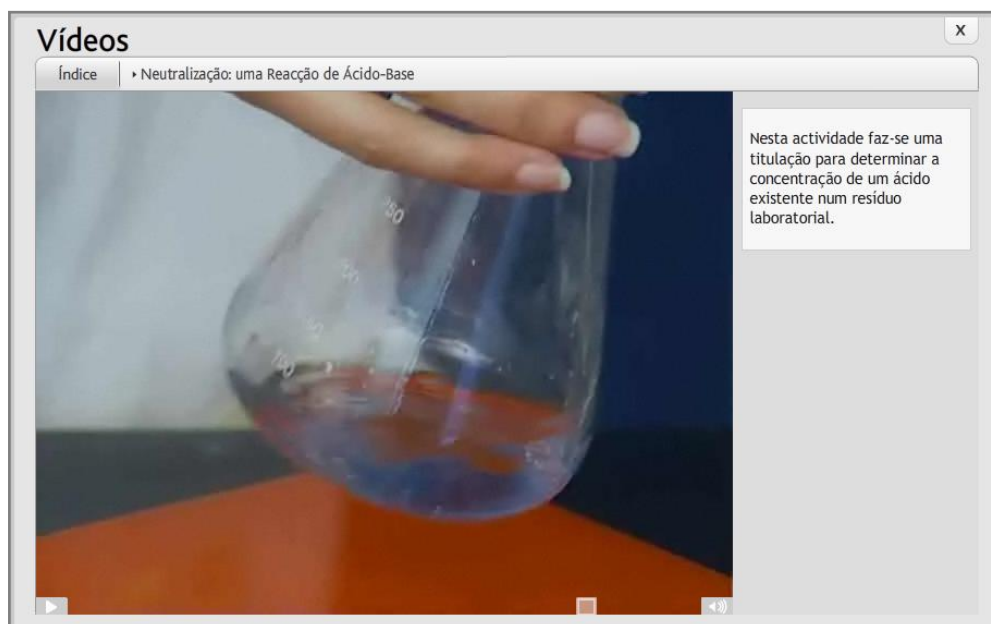 Vídeos
X
Índice
Neutralização: uma Reacção de Ácido-Base
Nesta actividade faz-se uma
titulação para determinar a
concentração de um ácido
existente num resíduo
laboratorial.
250